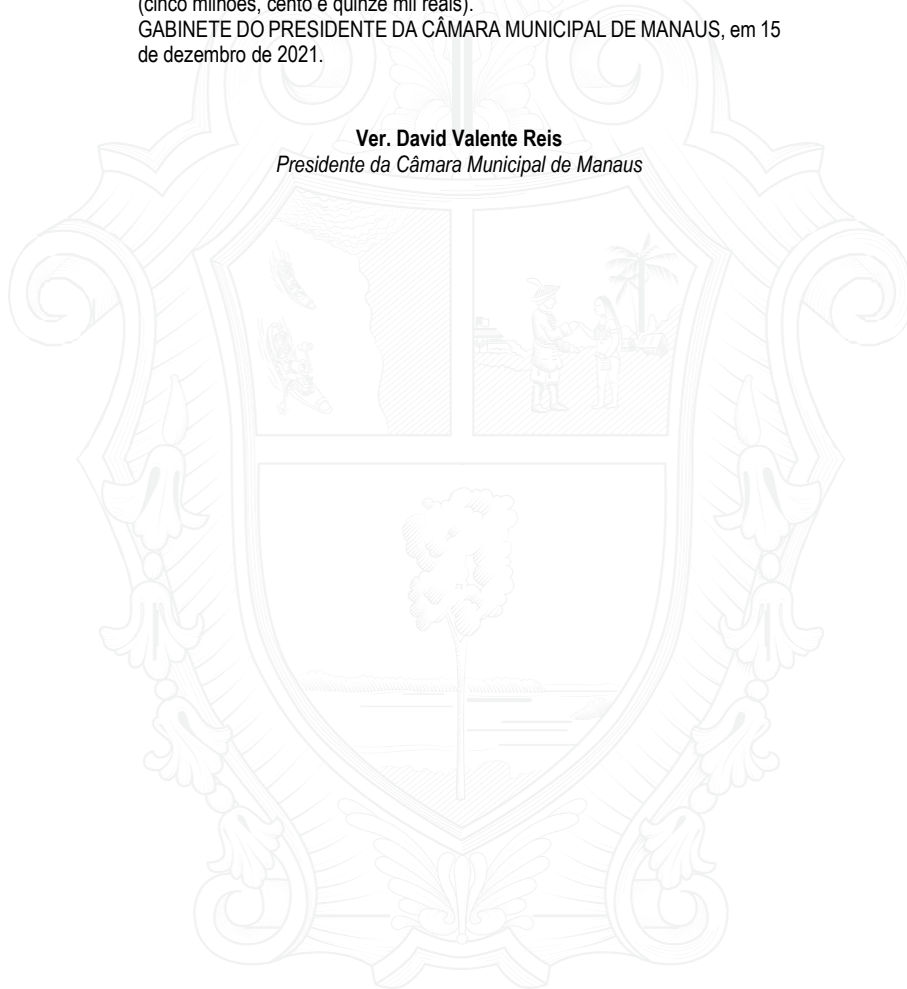 (cinco milhões, cento e quinze mil reais).
GABINETE DO PRESIDENTE DA CÂMARA MUNICIPAL DE MANAUS, em 15
de dezembro de 2021.
Ver. David Valente Reis
Presidente da Câmara Municipal de Manaus